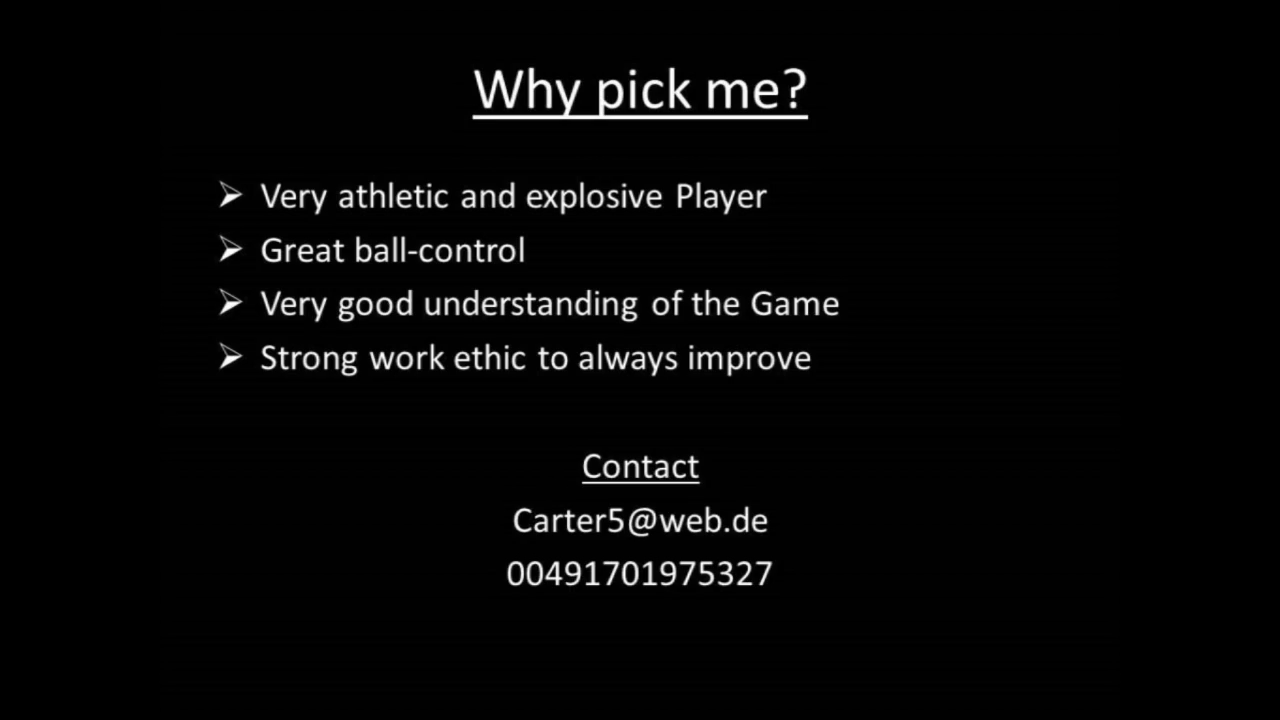 Why pick me?
➢ Very athletic and explosive Player
➢ Great ball-control
➢ Very good understanding of the Game
➢ Strong work ethic to always improve
Contact
Carter5@web.de
00491701975327